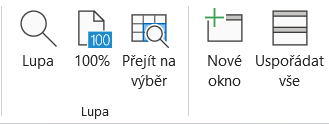 100
Lupa
100%
Přejít na
výběr
Nové
okno
Uspořádat
vše
Lupa